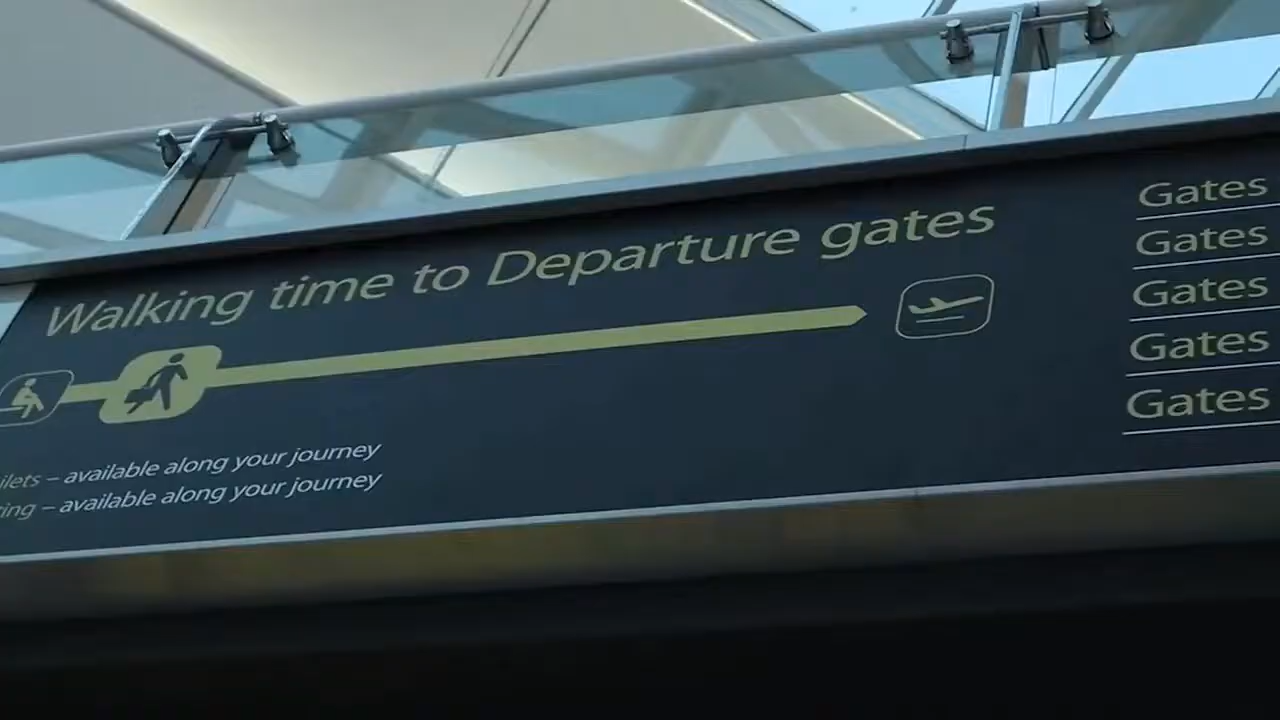 Walking time to Departure gates
– available along your journey
– available along your journey
Gates
Gates
Gates
Gates
Gates